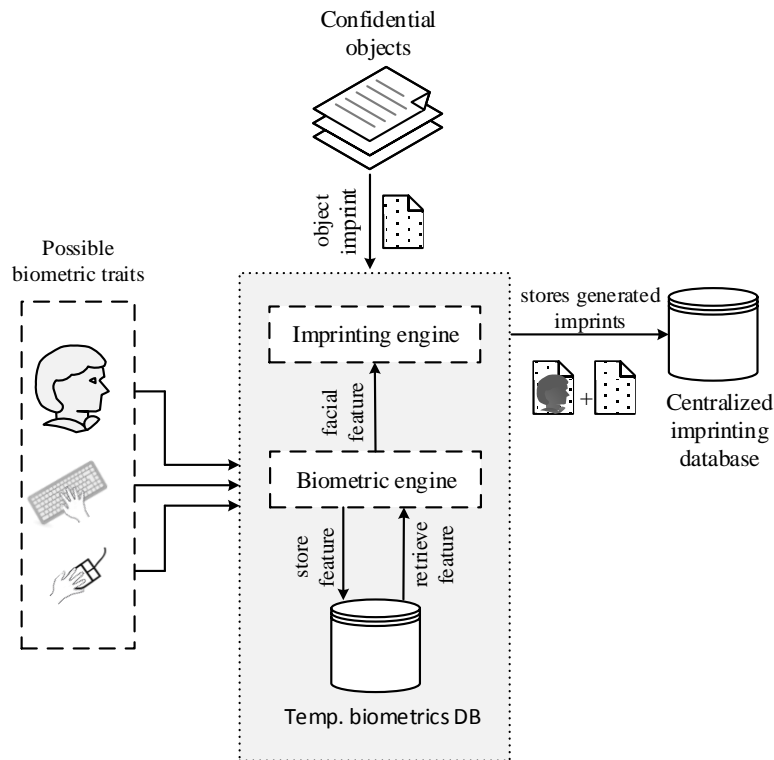 Confidential
objects
object
imprint
Possible
biometric traits
stores generated
imprints
Imprinting engine
+
facial
feature
Centralized
imprinting
database
Biometric engine
store
feature
retrieve
feature
Temp. biometrics DB